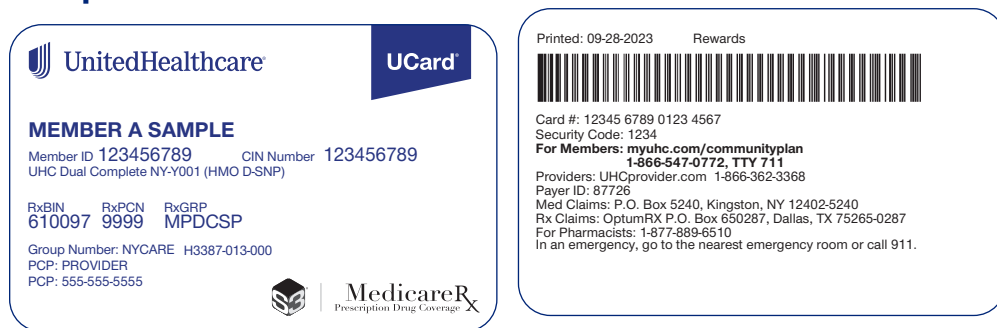 UnitedHealthcare®
UCard®
MEMBER A SAMPLE
Member ID 123456789 CIN Number 123456789
UHC Dual Complete NY-Y001 (HMO D-SNP)
RxBIN RxPCN RxGRP
610097 9999 MPDCSP
Group Number: NYCARE H3387-013-000
PCP: PROVIDER
PCP: 555-555-5555
S3
MedicareRx
Prescription Drug Coverage
Printed: 09-28-2023 Rewards
Card #: 12345 6789 0123 4567
Security Code: 1234
For Members: myuhc.com/communityplan
1-866-547-0772, TTY 711
Providers: UHCprovider.com 1-866-362-3368
Payer ID: 87726
Med Claims: P.O. Box 5240, Kingston, NY 12402-5240
Rx Claims: OptumRX P.O. Box 650287, Dallas, TX 75265-0287
For Pharmacists: 1-877-889-6510
In an emergency, go to the nearest emergency room or call 911.